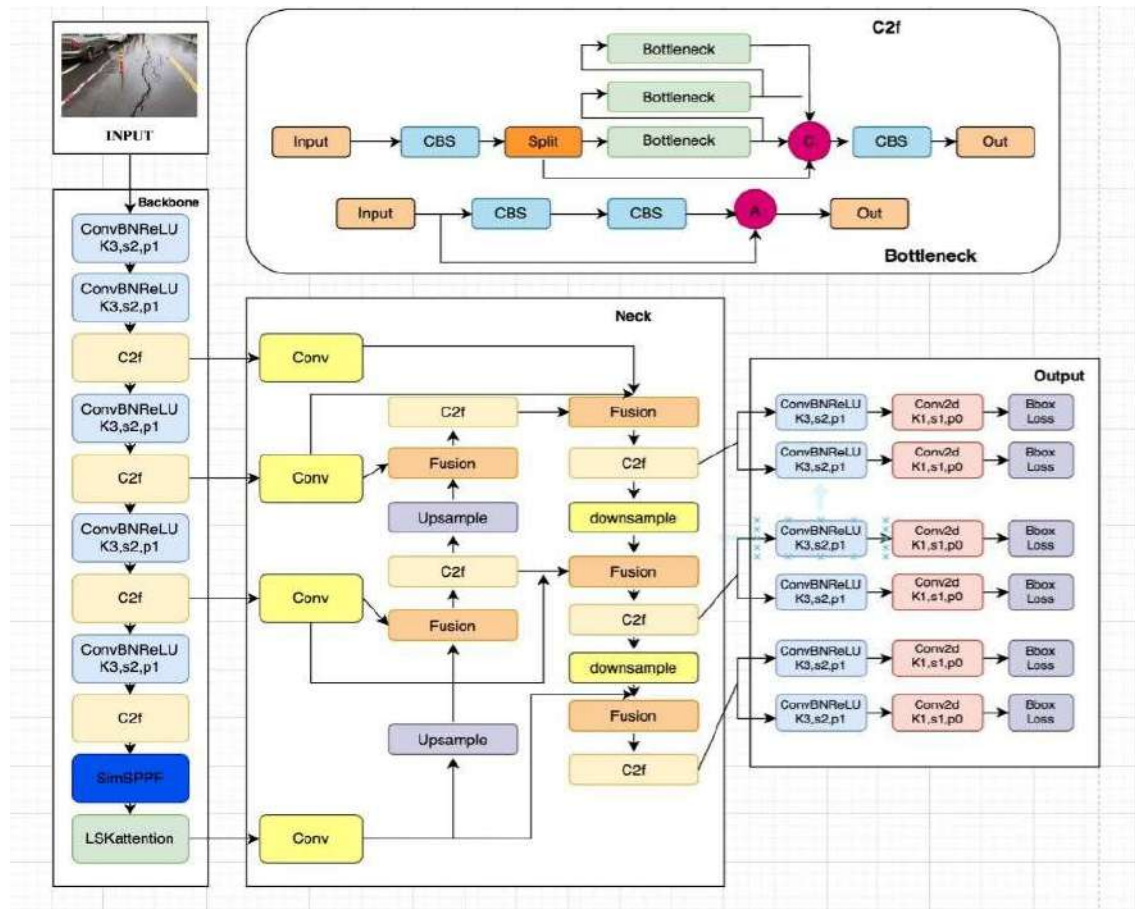 INPUT
C2f
Bottleneck
Bottleneck
Input
CBS
Split
Bottleneck
C
CBS
Out
Input
CBS
CBS
A
Out
Bottleneck
Backbone
ConvBNReLU
K3,s2,p1
ConvBNReLU
K3,s2,p1
C2f
ConvBNReLU
K3,s2,p1
C2f
ConvBNReLU
K3,s2,p1
C2f
ConvBNReLU
K3,s2,p1
C2f
SimSPPF
LSKattention
Neck
Conv
C2f
Fusion
Conv
Fusion
C2f
Upsample
downsample
C2f
Fusion
Conv
Fusion
C2f
downsample
Fusion
Upsample
C2f
Conv
Output
ConvBNReLU
K3,s2,p1
Conv2d
K1,s1,p0
Bbox
Loss
ConvBNReLU
K3,s2,p1
Conv2d
K1,s1,p0
Bbox
Loss
ConvBNReLU
K3,s2,p1
Conv2d
K1,s1,p0
Bbox
Loss
ConvBNReLU
K3,s2,p1
Conv2d
K1,s1,p0
Bbox
Loss
ConvBNReLU
K3,s2,p1
Conv2d
K1,s1,p0
Bbox
Loss
ConvBNReLU
K3,s2,p1
Conv2d
K1,s1,p0
Bbox
Loss